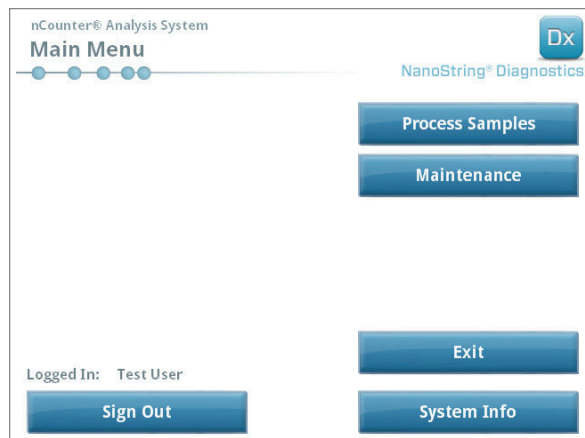 nCounter® Analysis System
Main Menu
Dx
NanoString® Diagnostics
Process Samples
Maintenance
Exit
Logged In: Test User
Sign Out
System Info